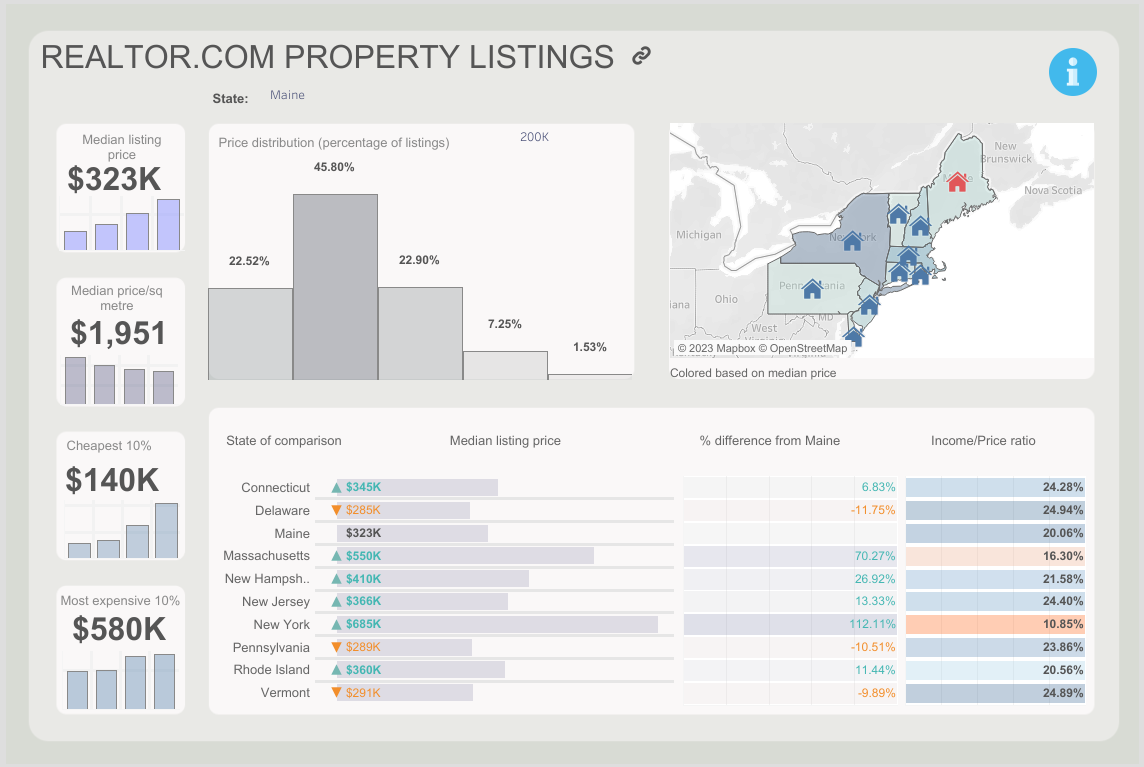 REALTOR.COM PROPERTY LISTINGS
State: Maine
Median listing
price
$323K
Median price/sq
metre
$1,951
Cheapest 10%
$140K
Most expensive 10%
$580K
Price distribution (percentage of listings) 200K
22.52%
45.80%
22.90%
7.25%
1.53%
New
Brunswick
Nova Scotia
Michigan
New York
Pennsylvania
Ohio
iana
MD
West
Virginia
© 2023 Mapbox © OpenStreetMap
Colored based on median price
State of comparison Median listing price % difference from Maine Income/Price ratio
Connecticut $345K 6.83% 24.28%
Delaware $285K -11.75% 24.94%
Maine $323K 20.06%
Massachusetts $550K 70.27% 16.30%
New Hampsh.. $410K 26.92% 21.58%
New Jersey $366K 13.33% 24.40%
New York $685K 112.11% 10.85%
Pennsylvania $289K -10.51% 23.86%
Rhode Island $360K 11.44% 20.56%
Vermont $291K -9.89% 24.89%